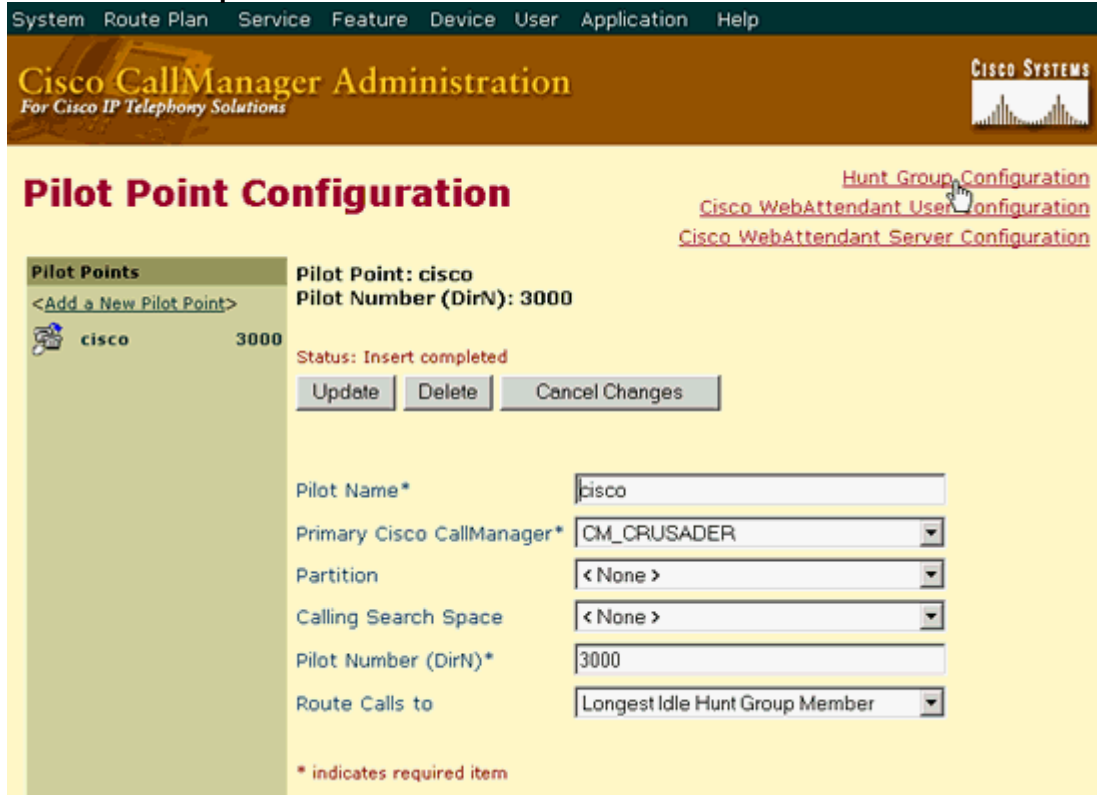 System Route Plan Service Feature Device User Application Help
Cisco CallManager Administration
For Cisco IP Telephony Solutions
CISCO SYSTEMS
Pilot Point Configuration
Hunt Group Configuration
Cisco WebAttendant User Configuration
Cisco WebAttendant Server Configuration
Pilot Points
<Add a New Pilot Point>
cisco 3000
Pilot Point: cisco
Pilot Number (DirN): 3000
Status: Insert completed
Update Delete Cancel Changes
Pilot Name* cisco
Primary Cisco CallManager* CM_CRUSADER
Partition < None >
Calling Search Space < None >
Pilot Number (DirN)* 3000
Route Calls to Longest Idle Hunt Group Member
* indicates required item